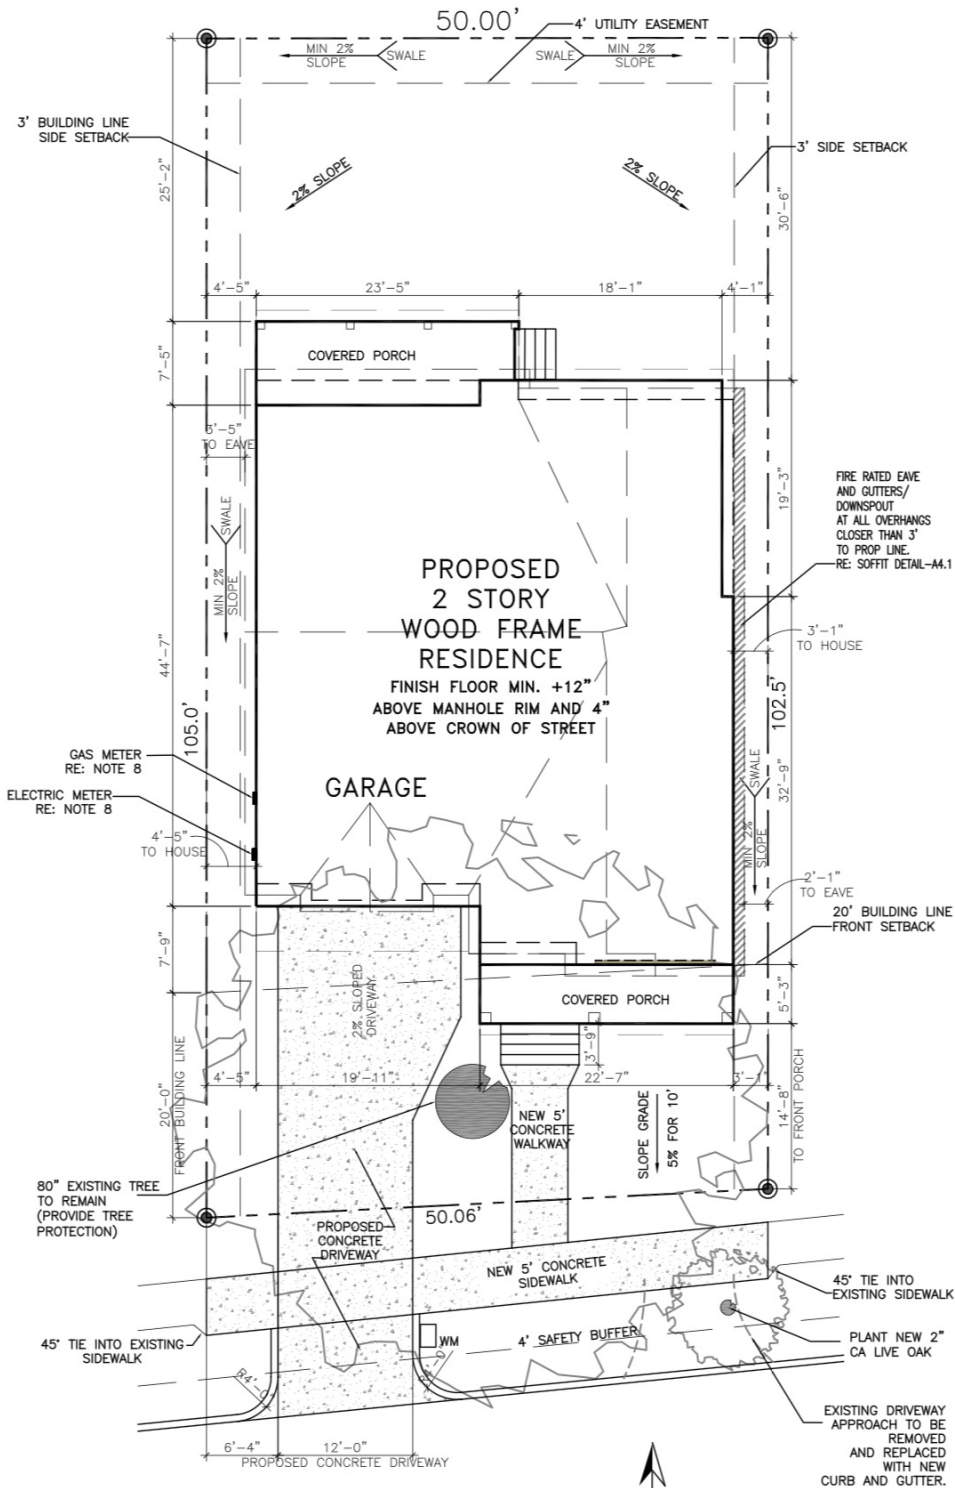 50.00'
4' UTILITY EASEMENT
MIN 2%
SLOPE
SWALE
SWALE
MIN 2%
SLOPE
3' BUILDING LINE
SIDE SETBACK
3' SIDE SETBACK
25'-2"
2% SLOPE
2% SLOPE
30'-6"
4'-5"
23'-5"
18'-1"
4'-1"
7'-5"
COVERED PORCH
3'-5"
TO EAVE
SWALE
MIN 2%
SLOPE
19'-3"
FIRE RATED EAVE
AND GUTTERS/
DOWNSPOUT
AT ALL OVERHANGS
CLOSER THAN 3'
TO PROP LINE.
RE: SOFFIT DETAIL-A4.1
PROPOSED
2 STORY
WOOD FRAME
RESIDENCE
FINISH FLOOR MIN. +12"
ABOVE MANHOLE RIM AND 4"
ABOVE CROWN OF STREET
3'-1"
TO HOUSE
44'-7"
105.0'
102.5'
GAS METER
RE: NOTE 8
ELECTRIC METER
RE: NOTE 8
GARAGE
SWALE
MIN 2%
SLOPE
32'-9"
4'-5"
TO HOUSE
2'-1"
TO EAVE
20' BUILDING LINE
FRONT SETBACK
7'-9"
2% SLOPED
DRIVEWAY
COVERED PORCH
5'-3"
3'-9"
4'-5"
19'-11"
22'-7"
3'-1"
20'-0"
FRONT BUILDING LINE
NEW 5'
CONCRETE
WALKWAY
SLOPE GRADE
5% FOR 10'
14'-8"
TO FRONT PORCH
80" EXISTING TREE
TO REMAIN
(PROVIDE TREE
PROTECTION)
50.06'
PROPOSED
CONCRETE
DRIVEWAY
NEW 5' CONCRETE
SIDEWALK
45° TIE INTO
EXISTING SIDEWALK
45° TIE INTO EXISTING
SIDEWALK
WM
4' SAFETY BUFFER
PLANT NEW 2"
CA LIVE OAK
R4'-0"
EXISTING DRIVEWAY
APPROACH TO BE
REMOVED
AND REPLACED
WITH NEW
CURB AND GUTTER.
6'-4"
12'-0"
PROPOSED CONCRETE DRIVEWAY